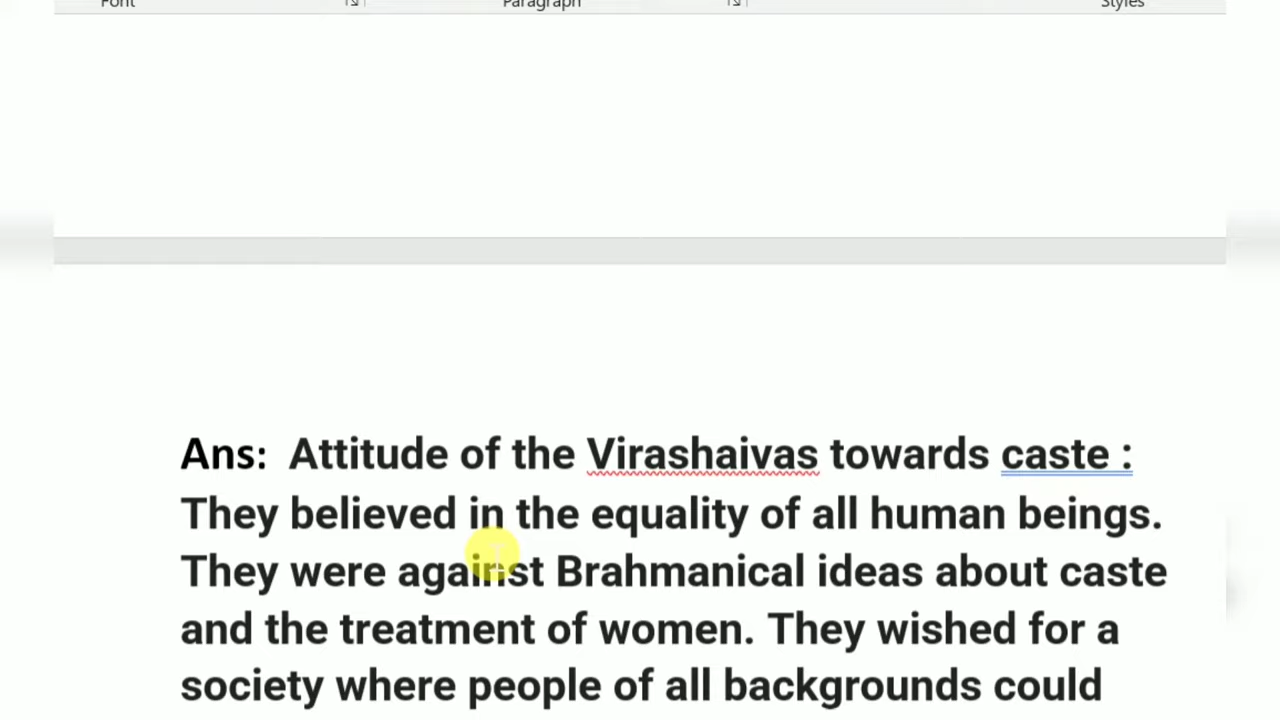 Font Paragraph Styles
Ans: Attitude of the Virashaivas towards caste :
They believed in the equality of all human beings.
They were against Brahmanical ideas about caste
and the treatment of women. They wished for a
society where people of all backgrounds could